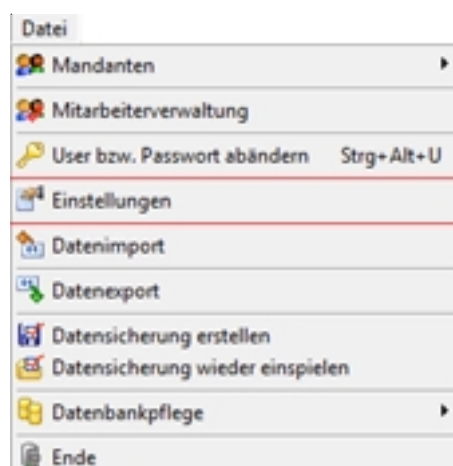 Datei
Mandanten
Mitarbeiterverwaltung
User bzw. Passwort abändern Strg+Alt+U
Einstellungen
Datenimport
Datenexport
Datensicherung erstellen
Datensicherung wieder einspielen
Datenbankpflege
Ende